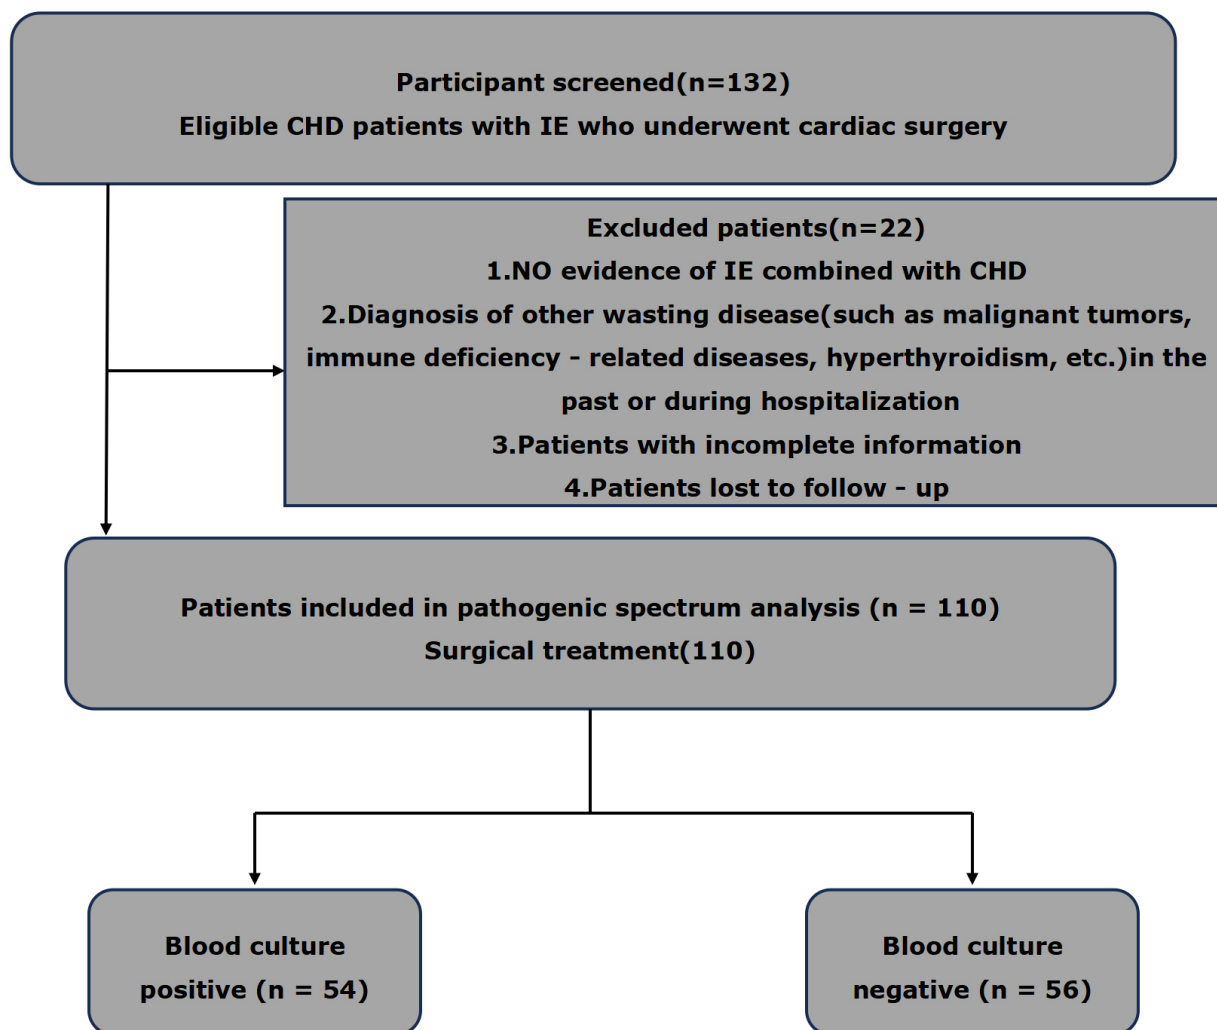 Participant screened(n=132)
Eligible CHD patients with IE who underwent cardiac surgery
Excluded patients(n=22)
1.NO evidence of IE combined with CHD
2.Diagnosis of other wasting disease(such as malignant tumors,
immune deficiency - related diseases, hyperthyroidism, etc.)in the
past or during hospitalization
3.Patients with incomplete information
4.Patients lost to follow - up
Patients included in pathogenic spectrum analysis (n = 110)
Surgical treatment(110)
Blood culture
positive (n = 54)
Blood culture
negative (n = 56)